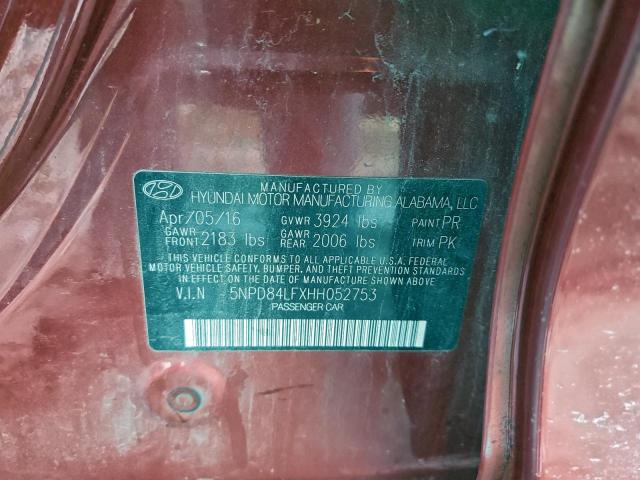 MANUFACTURED BY
HYUNDAI MOTOR MANUFACTURING ALABAMA, LLC
Apr/05/16 GVWR 3924 lbs PAINT PR
GAWR FRONT 2183 lbs GAWR REAR 2006 lbs TRIM PK
THIS VEHICLE CONFORMS TO ALL APPLICABLE U.S.A. FEDERAL
MOTOR VEHICLE SAFETY, BUMPER, AND THEFT PREVENTION STANDARDS
IN EFFECT ON THE DATE OF MANUFACTURE SHOWN ABOVE.
V.I.N 5NPD84LFXHH052753
PASSENGER CAR